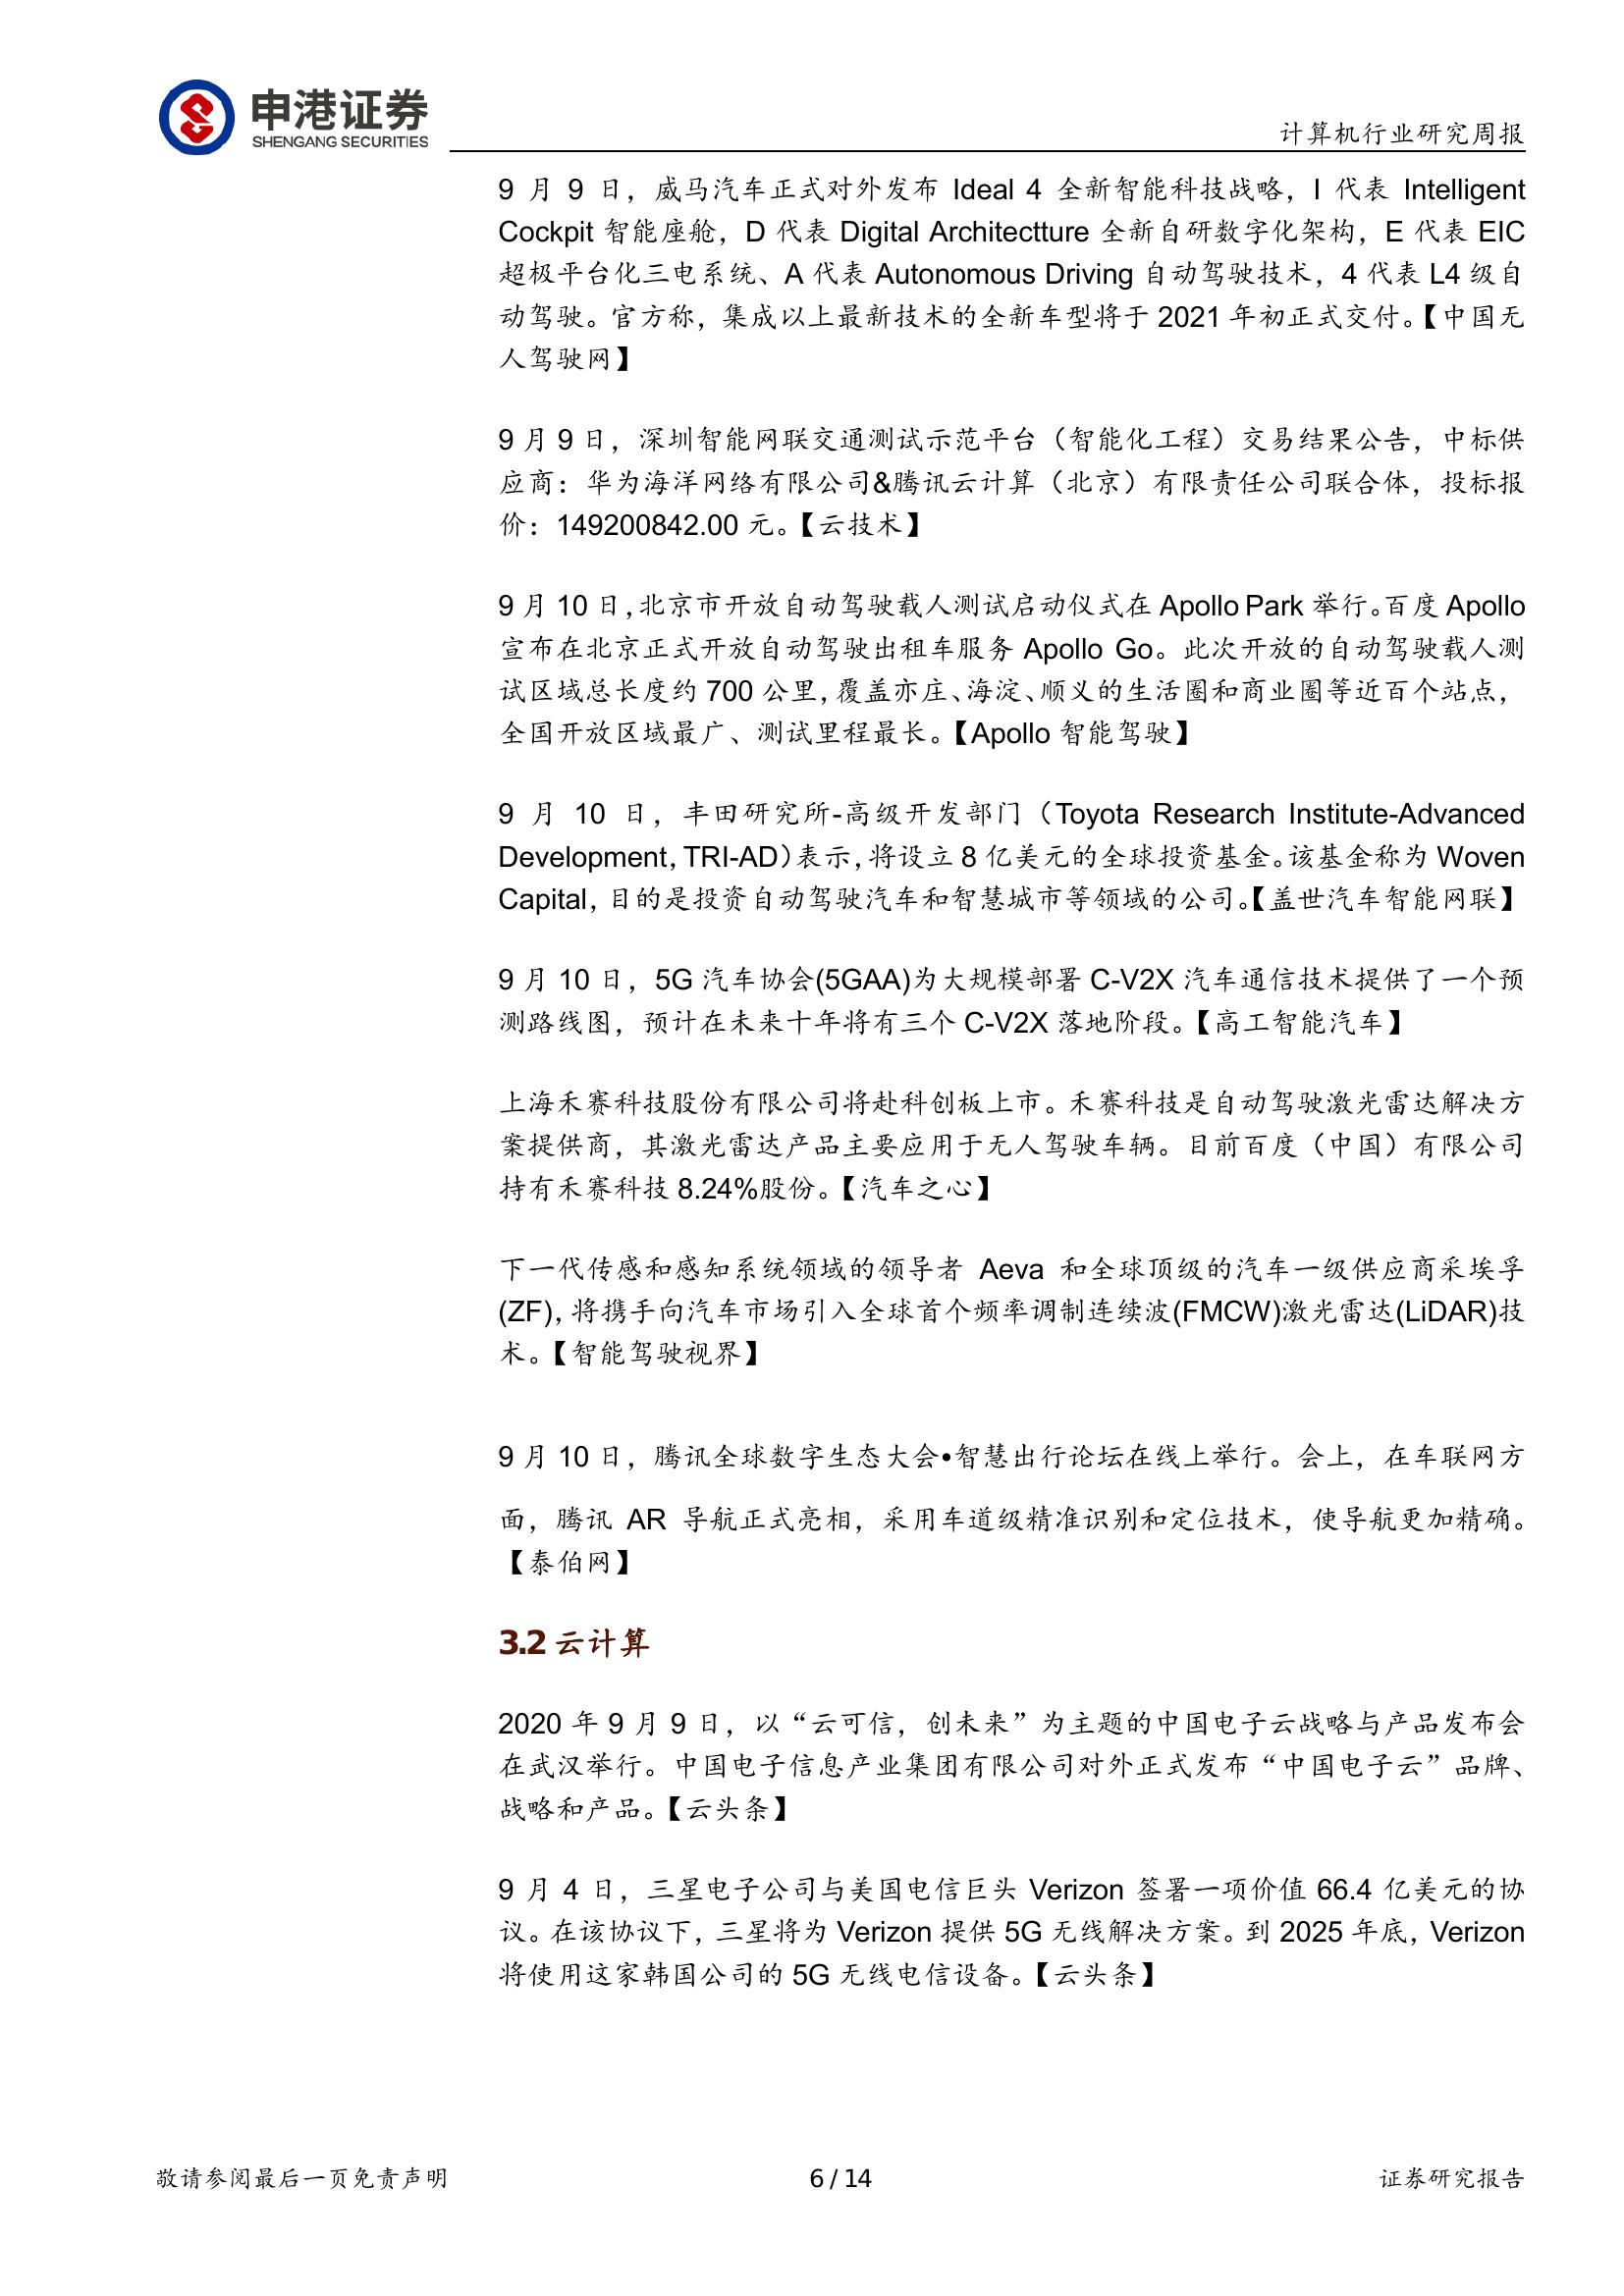 申港证券
SHENGANG SECURITIES
计算机行业研究周报
9 月 9 日，威马汽车正式对外发布 Ideal 4 全新智能科技战略，I 代表 Intelligent
Cockpit 智能座舱，D 代表 Digital Architectture 全新自研数字化架构，E 代表 EIC
超极平台化三电系统、A 代表 Autonomous Driving 自动驾驶技术，4 代表 L4 级自
动驾驶。官方称，集成以上最新技术的全新车型将于 2021 年初正式交付。【中国无
人驾驶网】
9 月 9 日，深圳智能网联交通测试示范平台（智能化工程）交易结果公告，中标供
应商：华为海洋网络有限公司&腾讯云计算（北京）有限责任公司联合体，投标报
价：149200842.00 元。【云技术】
9 月 10 日，北京市开放自动驾驶载人测试启动仪式在 Apollo Park 举行。百度 Apollo
宣布在北京正式开放自动驾驶出租车服务 Apollo Go。此次开放的自动驾驶载人测
试区域总长度约 700 公里，覆盖亦庄、海淀、顺义的生活圈和商业圈等近百个站点，
全国开放区域最广、测试里程最长。【Apollo 智能驾驶】
9 月 10 日，丰田研究所-高级开发部门（Toyota Research Institute-Advanced
Development，TRI-AD）表示，将设立 8 亿美元的全球投资基金。该基金称为 Woven
Capital，目的是投资自动驾驶汽车和智慧城市等领域的公司。【盖世汽车智能网联】
9 月 10 日，5G 汽车协会(5GAA)为大规模部署 C-V2X 汽车通信技术提供了一个预
测路线图，预计在未来十年将有三个 C-V2X 落地阶段。【高工智能汽车】
上海禾赛科技股份有限公司将赴科创板上市。禾赛科技是自动驾驶激光雷达解决方
案提供商，其激光雷达产品主要应用于无人驾驶车辆。目前百度（中国）有限公司
持有禾赛科技 8.24%股份。【汽车之心】
下一代传感和感知系统领域的领导者 Aeva 和全球顶级的汽车一级供应商采埃孚
(ZF)，将携手向汽车市场引入全球首个频率调制连续波(FMCW)激光雷达(LiDAR)技
术。【智能驾驶视界】
9 月 10 日，腾讯全球数字生态大会•智慧出行论坛在线上举行。会上，在车联网方
面，腾讯 AR 导航正式亮相，采用车道级精准识别和定位技术，使导航更加精确。
【泰伯网】
3.2 云计算
2020 年 9 月 9 日，以“云可信，创未来”为主题的中国电子云战略与产品发布会
在武汉举行。中国电子信息产业集团有限公司对外正式发布“中国电子云”品牌、
战略和产品。【云头条】
9 月 4 日，三星电子公司与美国电信巨头 Verizon 签署一项价值 66.4 亿美元的协
议。在该协议下，三星将为 Verizon 提供 5G 无线解决方案。到 2025 年底，Verizon
将使用这家韩国公司的 5G 无线电信设备。【云头条】
敬请参阅最后一页免责声明
6 / 14
证券研究报告